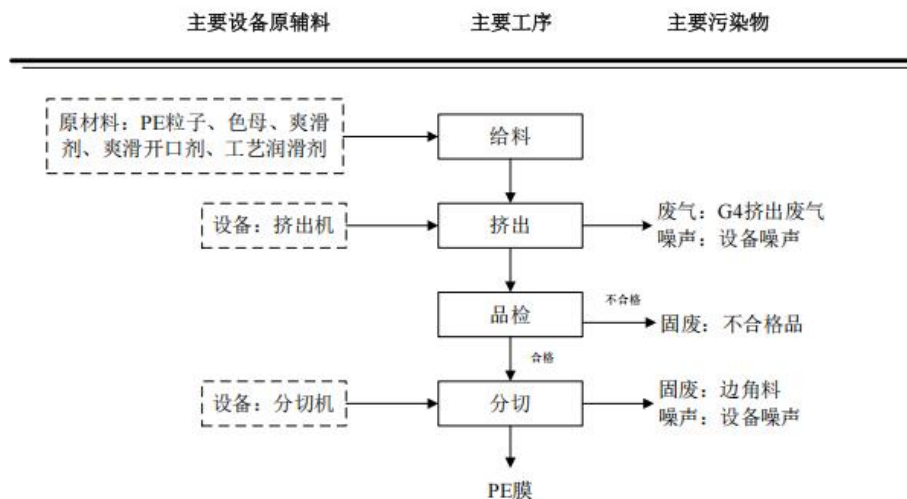 主要设备原辅料 主要工序 主要污染物
原材料：PE粒子、色母、爽滑
剂、爽滑开口剂、工艺润滑剂
给料
设备：挤出机
挤出
废气：G4挤出废气
噪声：设备噪声
品检
不合格
固废：不合格品
合格
设备：分切机
分切
固废：边角料
噪声：设备噪声
PE膜